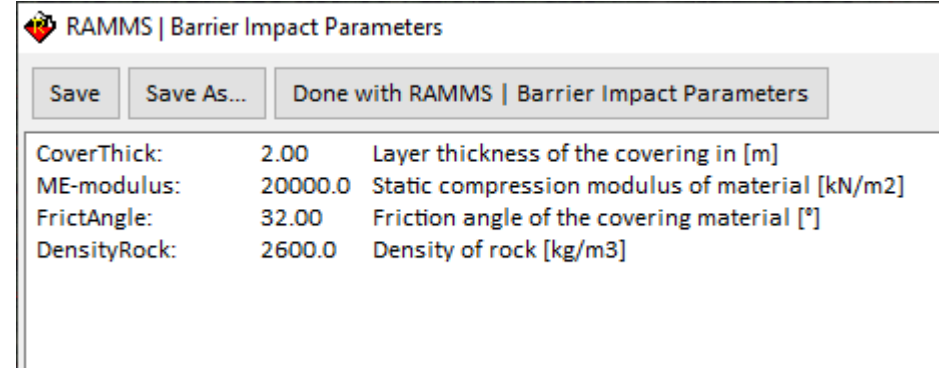 RAMMS | Barrier Impact Parameters
Save Save As... Done with RAMMS | Barrier Impact Parameters
CoverThick: 2.00 Layer thickness of the covering in [m]
ME-modulus: 20000.0 Static compression modulus of material [kN/m2]
FrictAngle: 32.00 Friction angle of the covering material [°]
DensityRock: 2600.0 Density of rock [kg/m3]